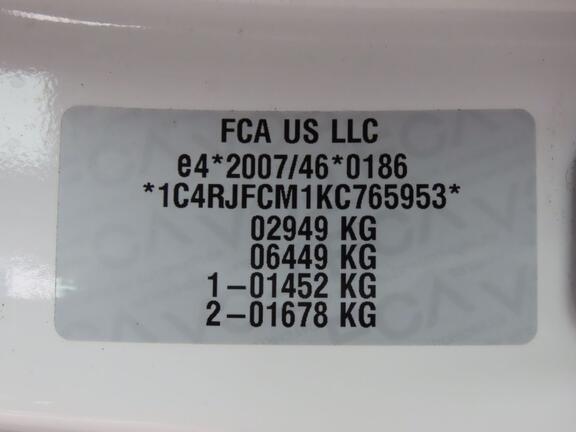 FCA US LLC
e4*2007/46*0186
*1C4RJFCM1KC765953*
02949 KG
06449 KG
1-01452 KG
2-01678 KG